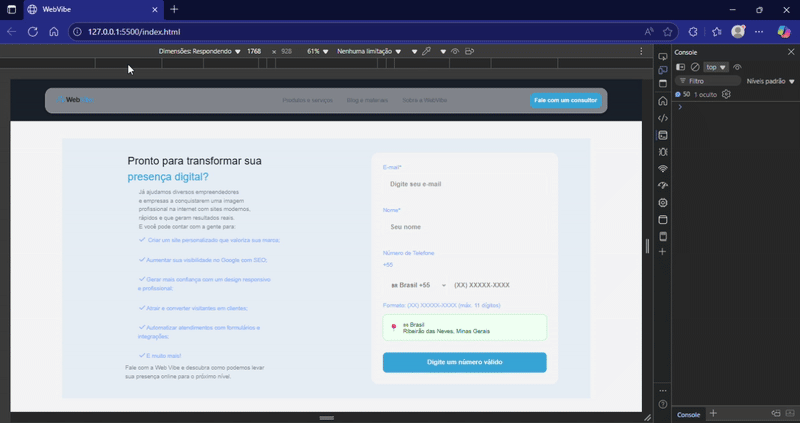 WebVibe
127.0.0.1:5500/index.html
Dimensões: Respondendo 1768 × 928 61% Nenhuma limitação
Console
top
Filtro
Níveis padrão
50 1 oculto
Web
Produtos e serviços Blog e materiais Sobre a WebVibe
Fale com um consultor
Pronto para transformar sua
presença digital?
Já ajudamos diversos empreendedores
e empresas a conquistarem uma imagem
profissional na internet com sites modernos,
rápidos e que geram resultados reais.
E você pode contar com a gente para:
✓ Criar um site personalizado que valoriza sua marca;
✓ Aumentar sua visibilidade no Google com SEO;
✓ Gerar mais confiança com um design responsivo
e profissional;
✓ Atrair e converter visitantes em clientes;
✓ Automatizar atendimentos com formulários e
integrações;
✓ E muito mais!
Fale com a Web Vibe e descubra como podemos levar
sua presença online para o próximo nível.
E-mail*
Digite seu e-mail
Nome*
Seu nome
Número de Telefone
+55
BR Brasil +55
(XX) XXXXX-XXXX
Formato: (XX) XXXXX-XXXX (máx. 11 dígitos)
BR Brasil
Ribeirão das Neves, Minas Gerais
Digite um número válido
Console